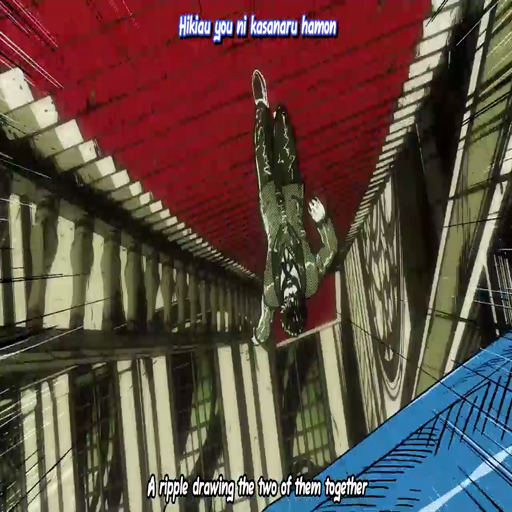 Hikiau you ni kasanaru hamon
A ripple drawing the two of them together